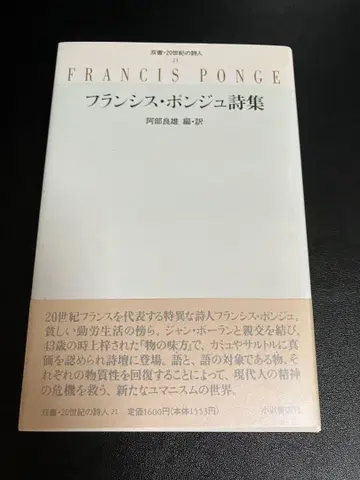 双書・20世紀の詩人
21
FRANCIS PONGE
フランシス・ポンジュ詩集
阿部良雄 編・訳
20世紀フランスを代表する特異な詩人フランシス・ポンジュ。
貧しい勤労生活の傍ら、ジャン・ポーランと親交を結び、
43歳の時上梓された「物の味方」で、カミュやサルトルに真
価を認められ詩壇に登場。語と、語の対象である物、そ
れぞれの物質性を回復することによって、現代人の精神
の危機を救う、新たなユマニスムの世界。
双書・20世紀の詩人 21 定価1600円(本体1553円)
小沢書店刊